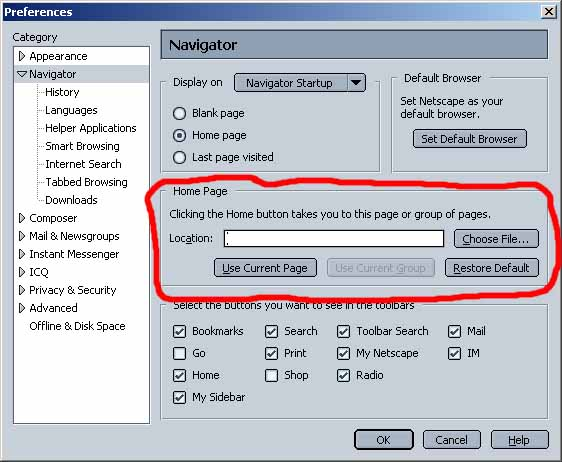 Preferences
Category
Appearance
Navigator
History
Languages
Helper Applications
Smart Browsing
Internet Search
Tabbed Browsing
Downloads
Composer
Mail & Newsgroups
Instant Messenger
ICQ
Privacy & Security
Advanced
Offline & Disk Space
Navigator
Display on Navigator Startup
Blank page
Home page
Last page visited
Default Browser
Set Netscape as your
default browser.
Set Default Browser
Home Page
Clicking the Home button takes you to this page or group of pages.
Location: Choose File...
Use Current Page Use Current Group Restore Default
Select the buttons you want to see in the toolbars
Bookmarks Search Toolbar Search Mail
Go Print My Netscape IM
Home Shop Radio
My Sidebar
OK Cancel Help